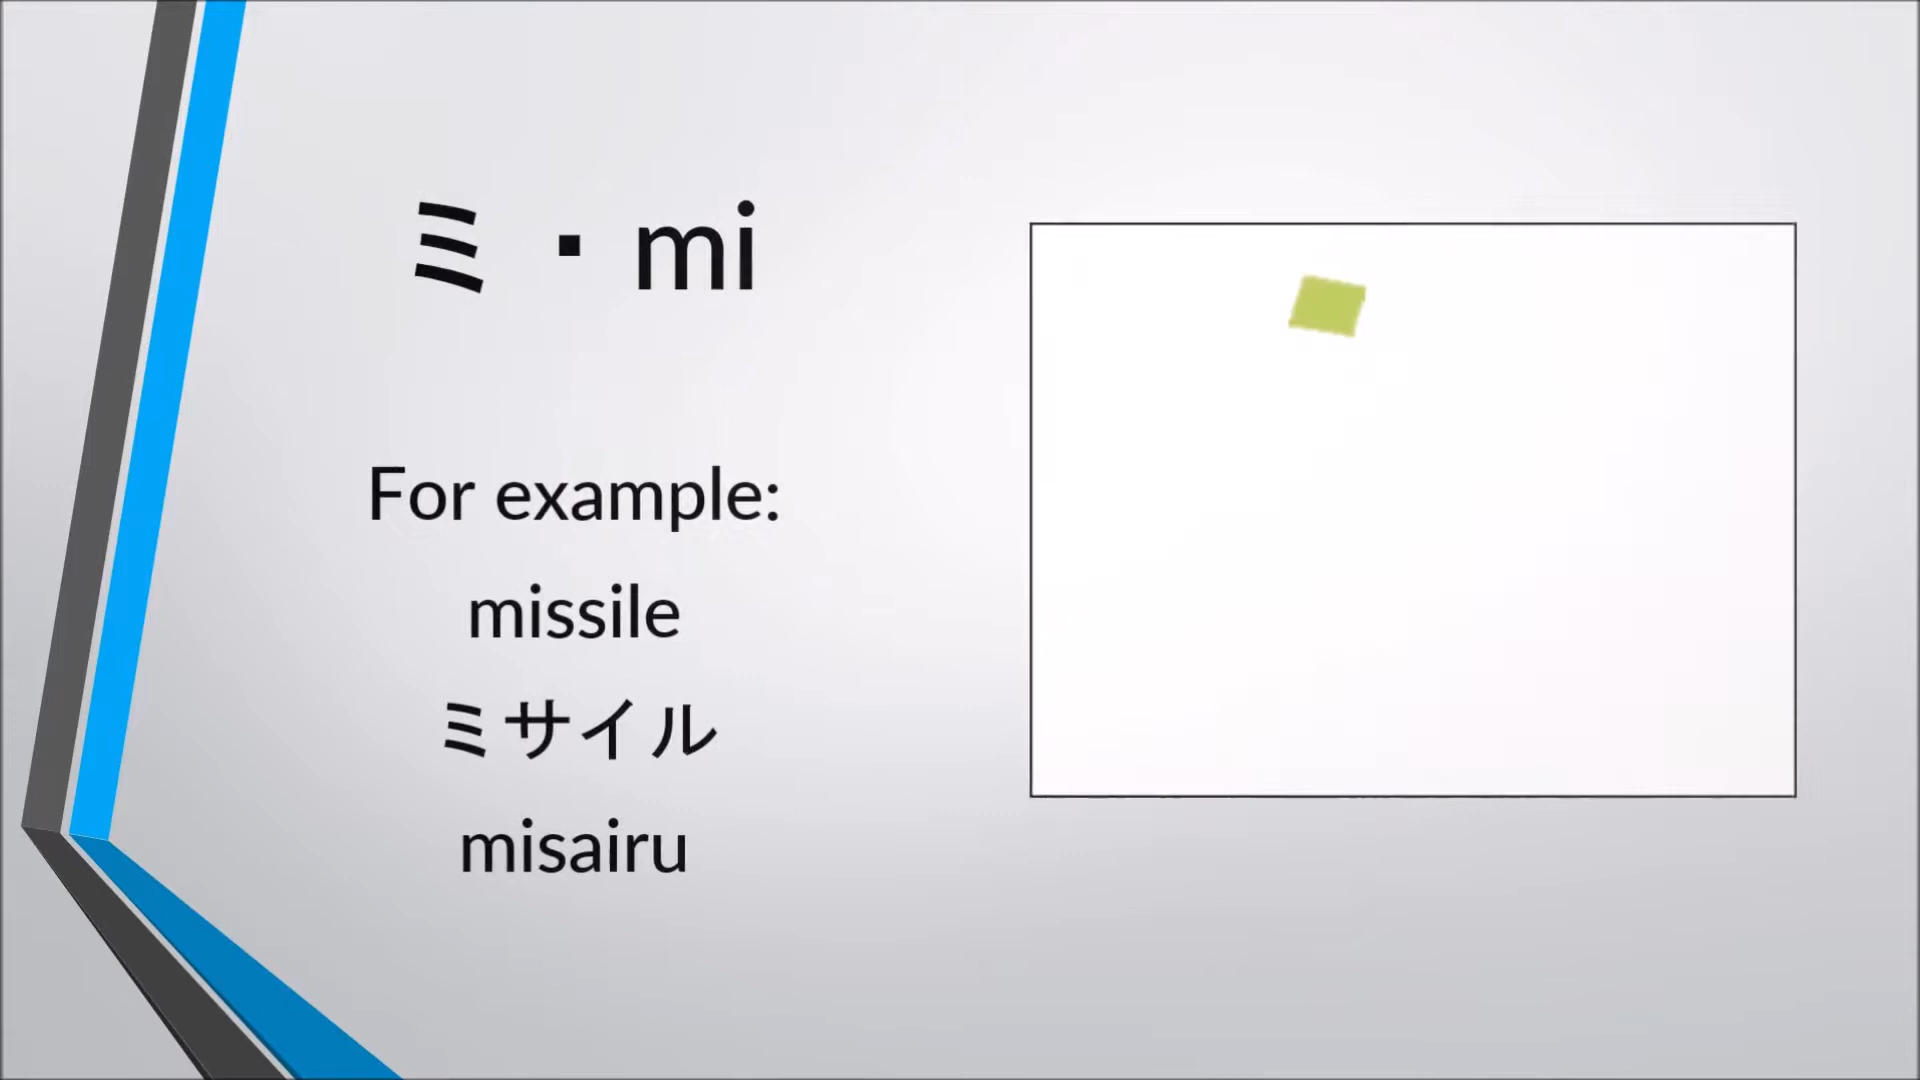 ミ・mi
For example:
missile
ミサイル
misairu